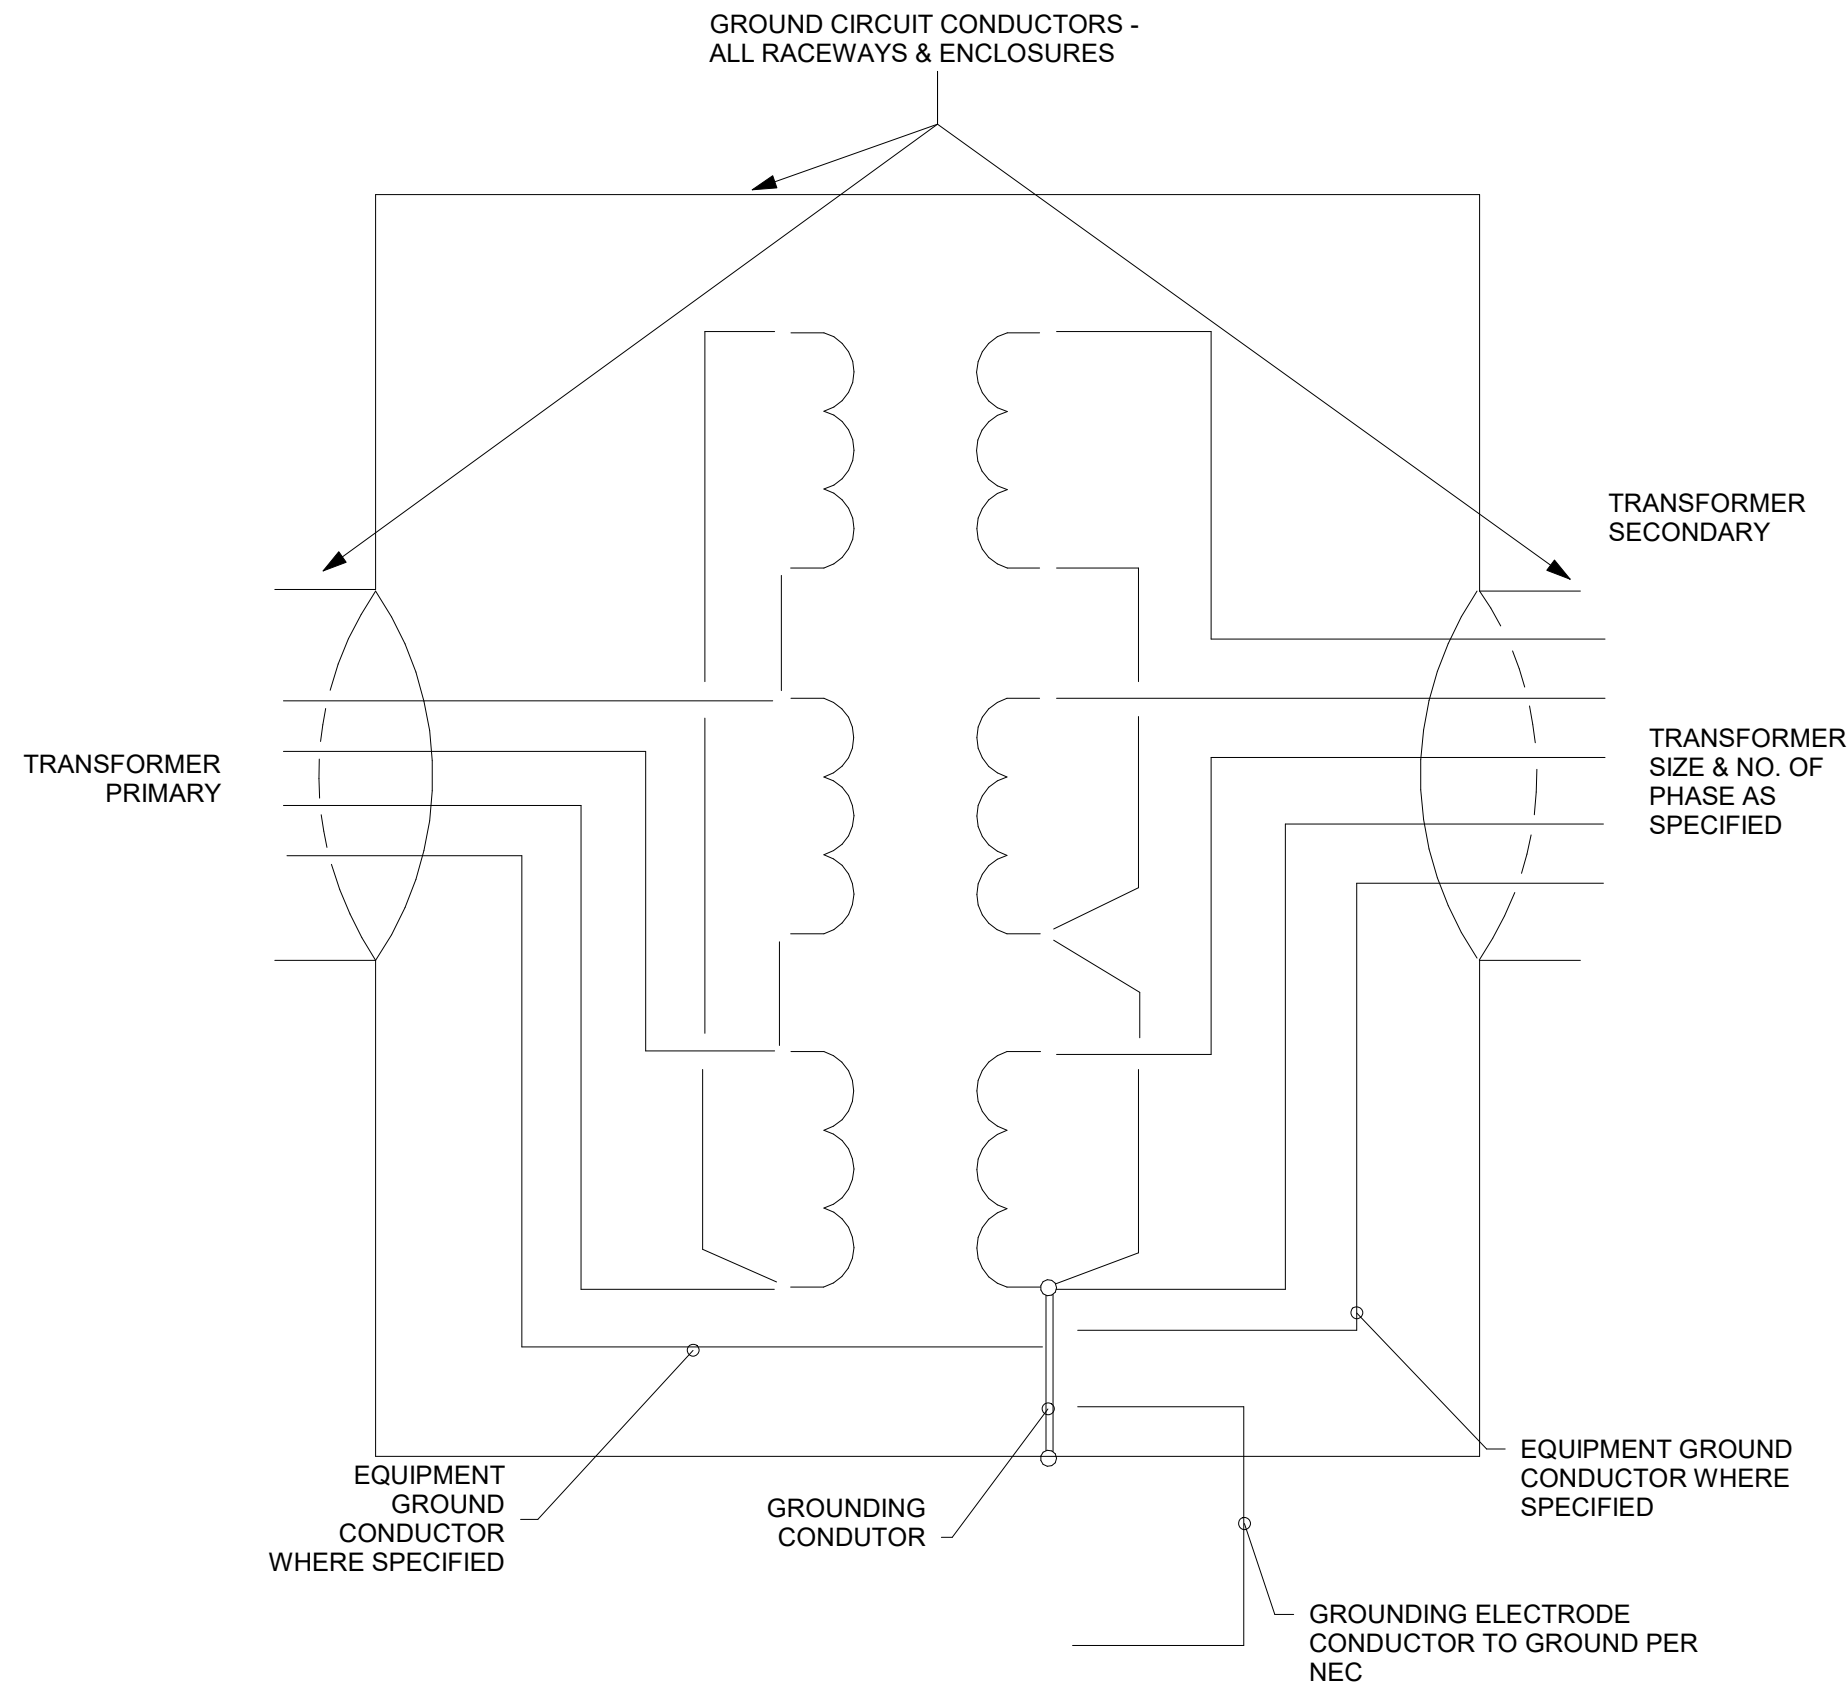 GROUND CIRCUIT CONDUCTORS -
ALL RACEWAYS & ENCLOSURES
TRANSFORMER
SECONDARY
TRANSFORMER
PRIMARY
TRANSFORMER
SIZE & NO. OF
PHASE AS
SPECIFIED
EQUIPMENT
GROUND
CONDUCTOR
WHERE SPECIFIED
GROUNDING
CONDUTOR
EQUIPMENT GROUND
CONDUCTOR WHERE
SPECIFIED
GROUNDING ELECTRODE
CONDUCTOR TO GROUND PER
NEC